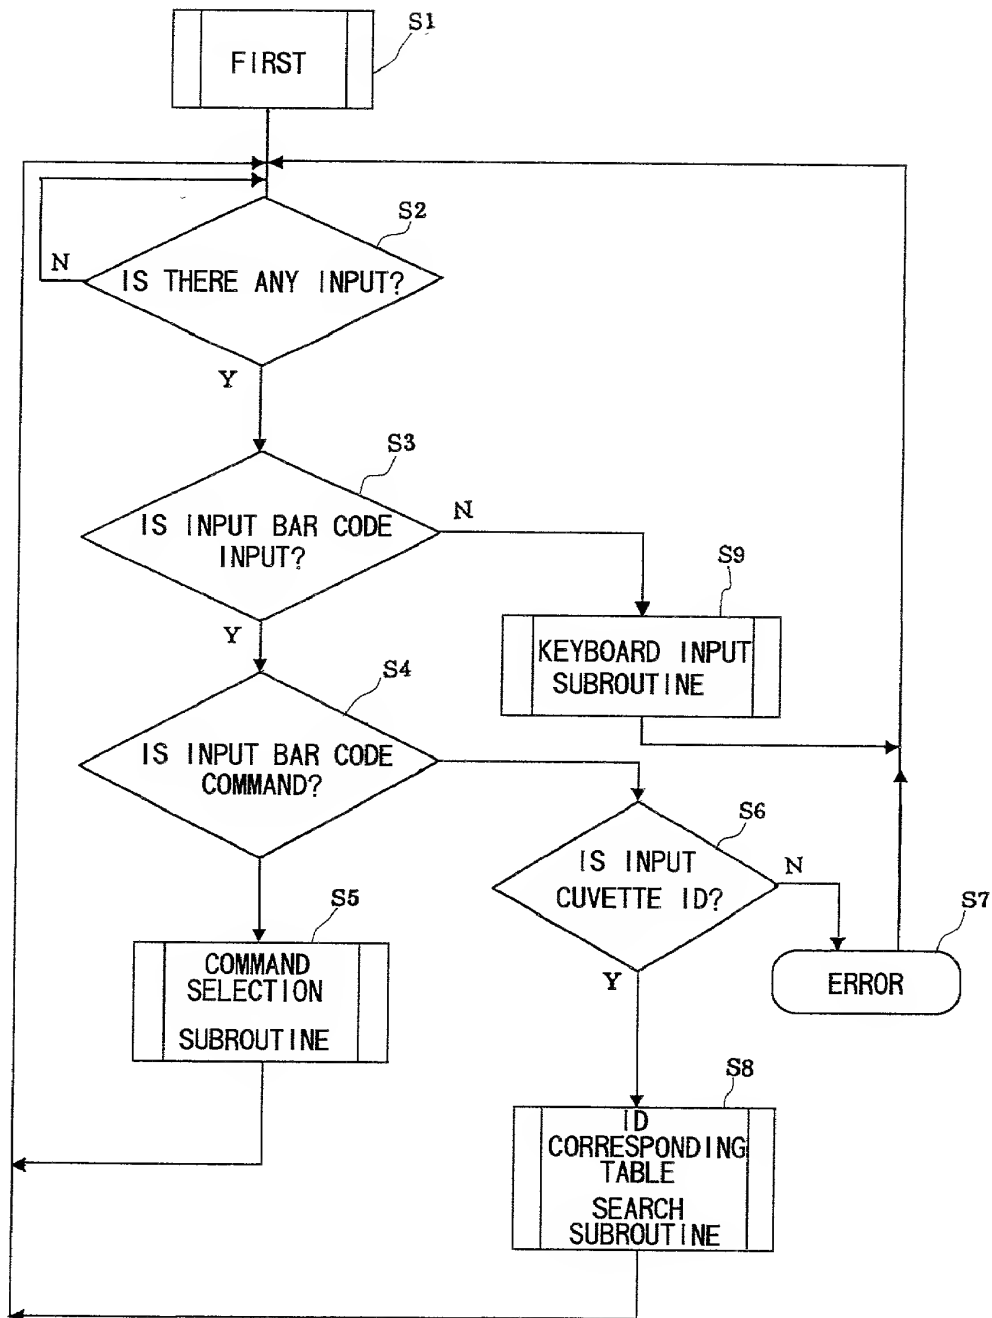 S1
FIRST
S2
N
IS THERE ANY INPUT?
Y
S3
IS INPUT BAR CODE
INPUT?
N
S9
Y
KEYBOARD INPUT
SUBROUTINE
S4
IS INPUT BAR CODE
COMMAND?
S6
IS INPUT
CUVETTE ID?
N
S7
S5
COMMAND
SELECTION
SUBROUTINE
Y
ERROR
S8
ID
CORRESPONDING
TABLE
SEARCH
SUBROUTINE